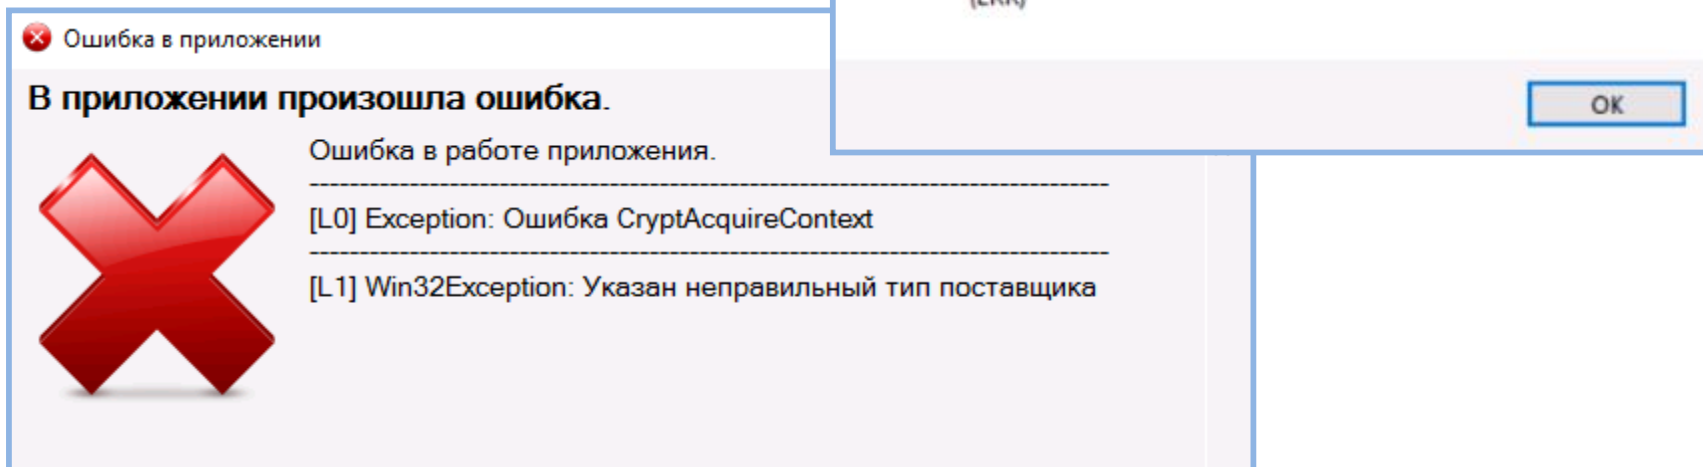 Ошибка в приложении
В приложении произошла ошибка.
Ошибка в работе приложения.
--------------------------------------------------------------------------------
[L0] Exception: Ошибка CryptAcquireContext
--------------------------------------------------------------------------------
[L1] Win32Exception: Указан неправильный тип поставщика
OK